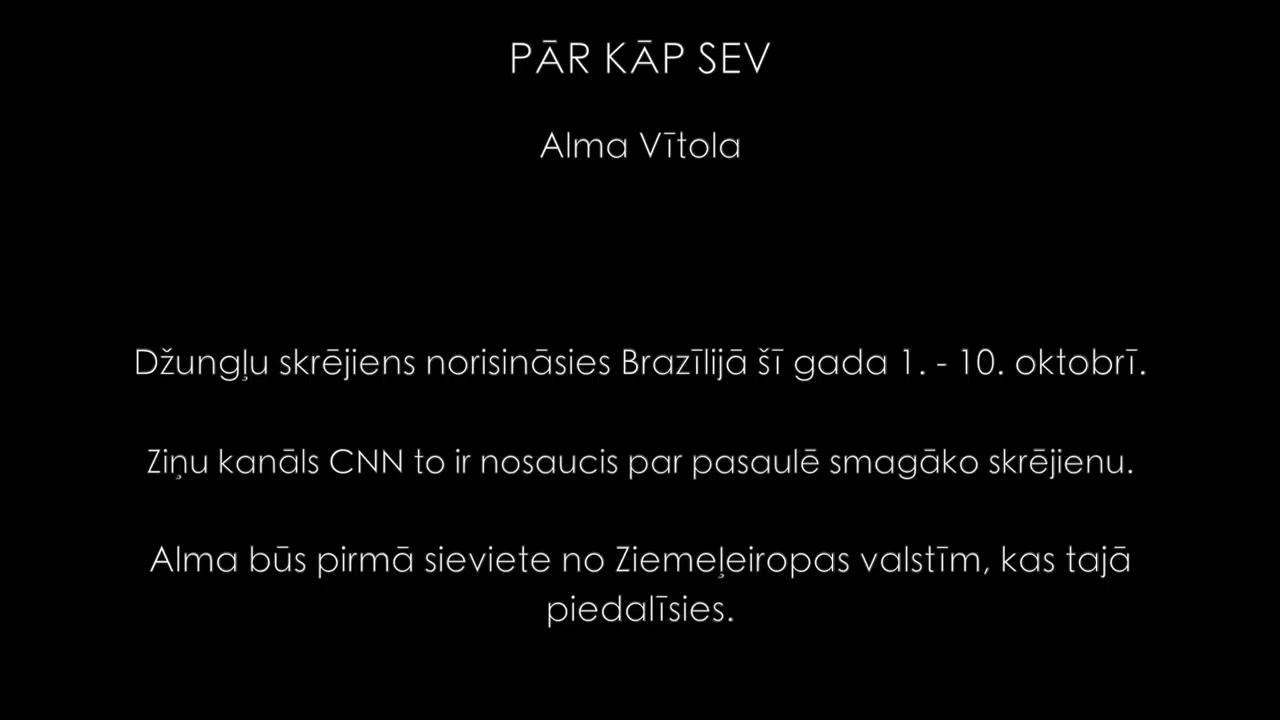 PĀR KĀP SEV
Alma Vītola
Džungļu skrējiens norisināsies Brazīlijā šī gada 1. - 10. oktobrī.
Ziņu kanāls CNN to ir nosaucis par pasaulē smagāko skrējienu.
Alma būs pirmā sieviete no Ziemeļeiropas valstīm, kas tajā
piedalīsies.